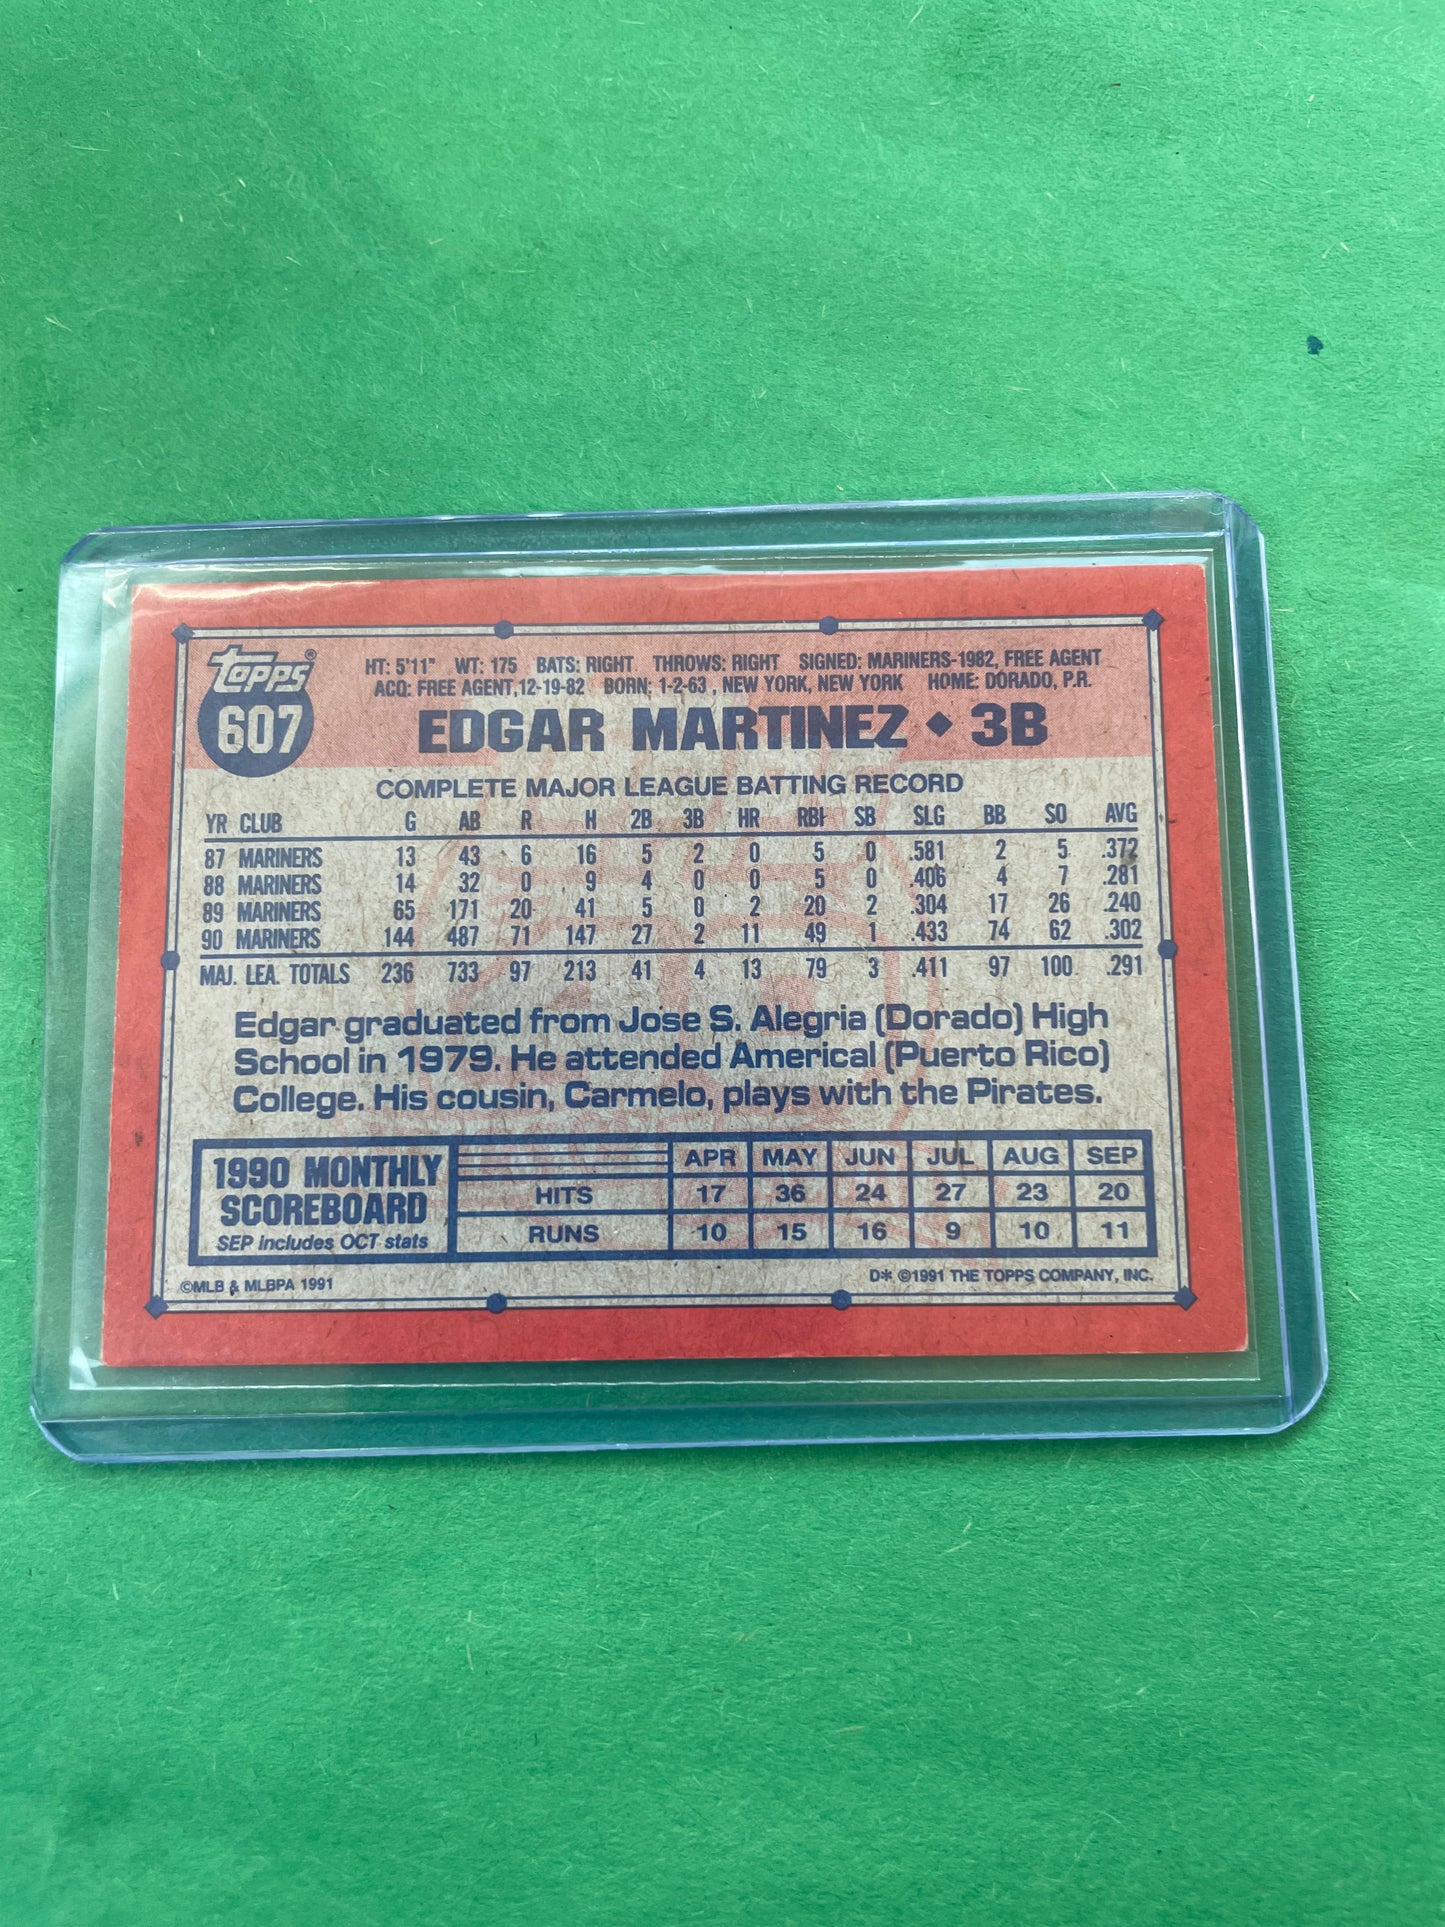 topps®
607
HT: 5'11" WT: 175 BATS: RIGHT THROWS: RIGHT SIGNED: MARINERS-1982, FREE AGENT
ACQ: FREE AGENT,12-19-82 BORN: 1-2-63 , NEW YORK, NEW YORK HOME: DORADO, P.R.
EDGAR MARTINEZ ◆ 3B
COMPLETE MAJOR LEAGUE BATTING RECORD
YR CLUB G AB R H 2B 3B HR RBI SB SLG BB SO AVG
87 MARINERS 13 43 6 16 5 2 0 5 0 .581 2 5 .372
88 MARINERS 14 32 0 9 4 0 0 5 0 .406 4 7 .281
89 MARINERS 65 171 20 41 5 0 2 20 2 .304 17 26 .240
90 MARINERS 144 487 71 147 27 2 11 49 1 .433 74 62 .302
MAJ. LEA. TOTALS 236 733 97 213 41 4 13 79 3 .411 97 100 .291
Edgar graduated from Jose S. Alegria (Dorado) High
School in 1979. He attended Americal (Puerto Rico)
College. His cousin, Carmelo, plays with the Pirates.
1990 MONTHLY
SCOREBOARD
SEP includes OCT stats
APR MAY JUN JUL AUG SEP
HITS 17 36 24 27 23 20
RUNS 10 15 16 9 10 11
©MLB & MLBPA 1991
D* ©1991 THE TOPPS COMPANY, INC.